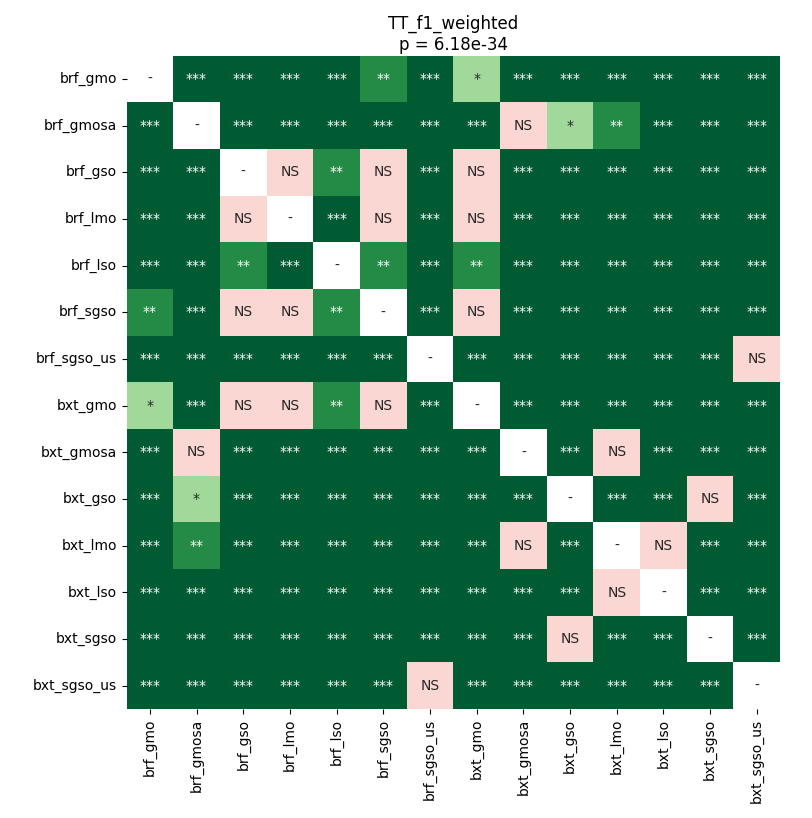 TT_f1_weighted
p = 6.18e-34
brf_gmo - *** *** *** *** ** *** * *** *** *** *** *** ***
brf_gmosa *** - *** *** *** *** *** *** NS * ** *** *** ***
brf_gso *** *** - NS ** NS *** NS *** *** *** *** *** ***
brf_lmo *** *** NS - *** NS *** NS *** *** *** *** *** ***
brf_lso *** *** ** *** - ** *** ** *** *** *** *** *** ***
brf_sgso ** *** NS NS ** - *** NS *** *** *** *** *** ***
brf_sgso_us *** *** *** *** *** *** - *** *** *** *** *** *** NS
bxt_gmo * *** NS NS ** NS *** - *** *** *** *** *** ***
bxt_gmosa *** NS *** *** *** *** *** *** - *** NS *** *** ***
bxt_gso *** * *** *** *** *** *** *** *** - *** *** NS ***
bxt_lmo *** ** *** *** *** *** *** *** NS *** - NS *** ***
bxt_lso *** *** *** *** *** *** *** *** *** *** NS - *** ***
bxt_sgso *** *** *** *** *** *** *** *** *** NS *** *** - ***
bxt_sgso_us *** *** *** *** *** *** NS *** *** *** *** *** *** -
brf_gmo brf_gmosa brf_gso brf_lmo brf_lso brf_sgso brf_sgso_us bxt_gmo bxt_gmosa bxt_gso bxt_lmo bxt_lso bxt_sgso bxt_sgso_us